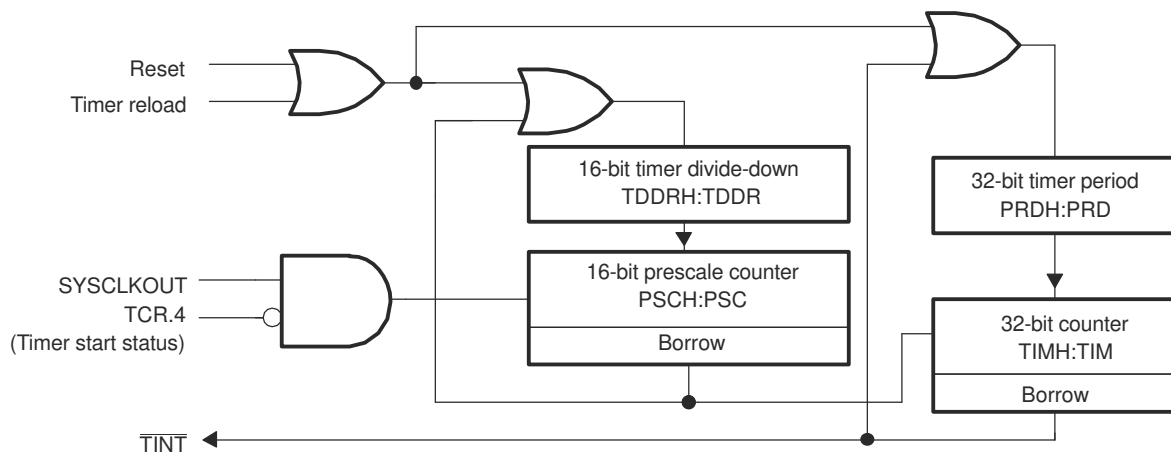 Reset
Timer reload
16-bit timer divide-down
TDDRH:TDDR
32-bit timer period
PRDH:PRD
SYSCLKOUT
TCR.4
(Timer start status)
16-bit prescale counter
PSCH:PSC
Borrow
32-bit counter
TIMH:TIM
Borrow
TINT